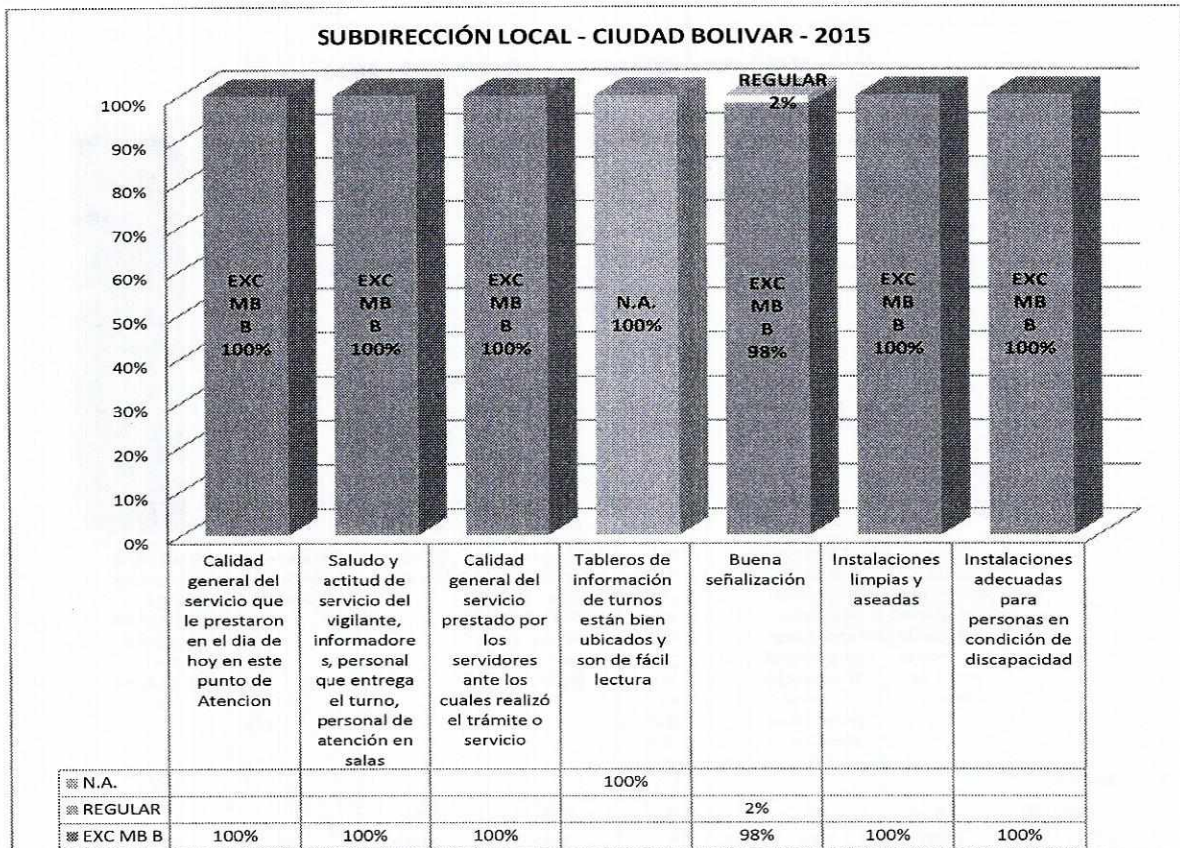 SUBDIRECCIÓN LOCAL - CIUDAD BOLIVAR - 2015
100%
90%
80%
70%
60%
50%
40%
30%
20%
10%
0%
EXC
MB
B
100%
EXC
MB
B
100%
EXC
MB
B
100%
N.A.
100%
REGULAR
2%
EXC
MB
B
98%
EXC
MB
B
100%
EXC
MB
B
100%
Calidad
general del
servicio que
le prestaron
en el dia de
hoy en este
punto de
Atencion
Saludo y
actitud de
servicio del
vigilante,
informadore
s, personal
que entrega
el turno,
personal de
atención en
salas
Calidad
general del
servicio
prestado por
los
servidores
ante los
cuales realizó
el trámite o
servicio
Tableros de
información
de turnos
están bien
ubicados y
son de fácil
lectura
Buena
señalización
Instalaciones
limpias y
aseadas
Instalaciones
adecuadas
para
personas en
condición de
discapacidad
N.A. 100%
REGULAR 2%
EXC MB B 100% 100% 100% 98% 100% 100%